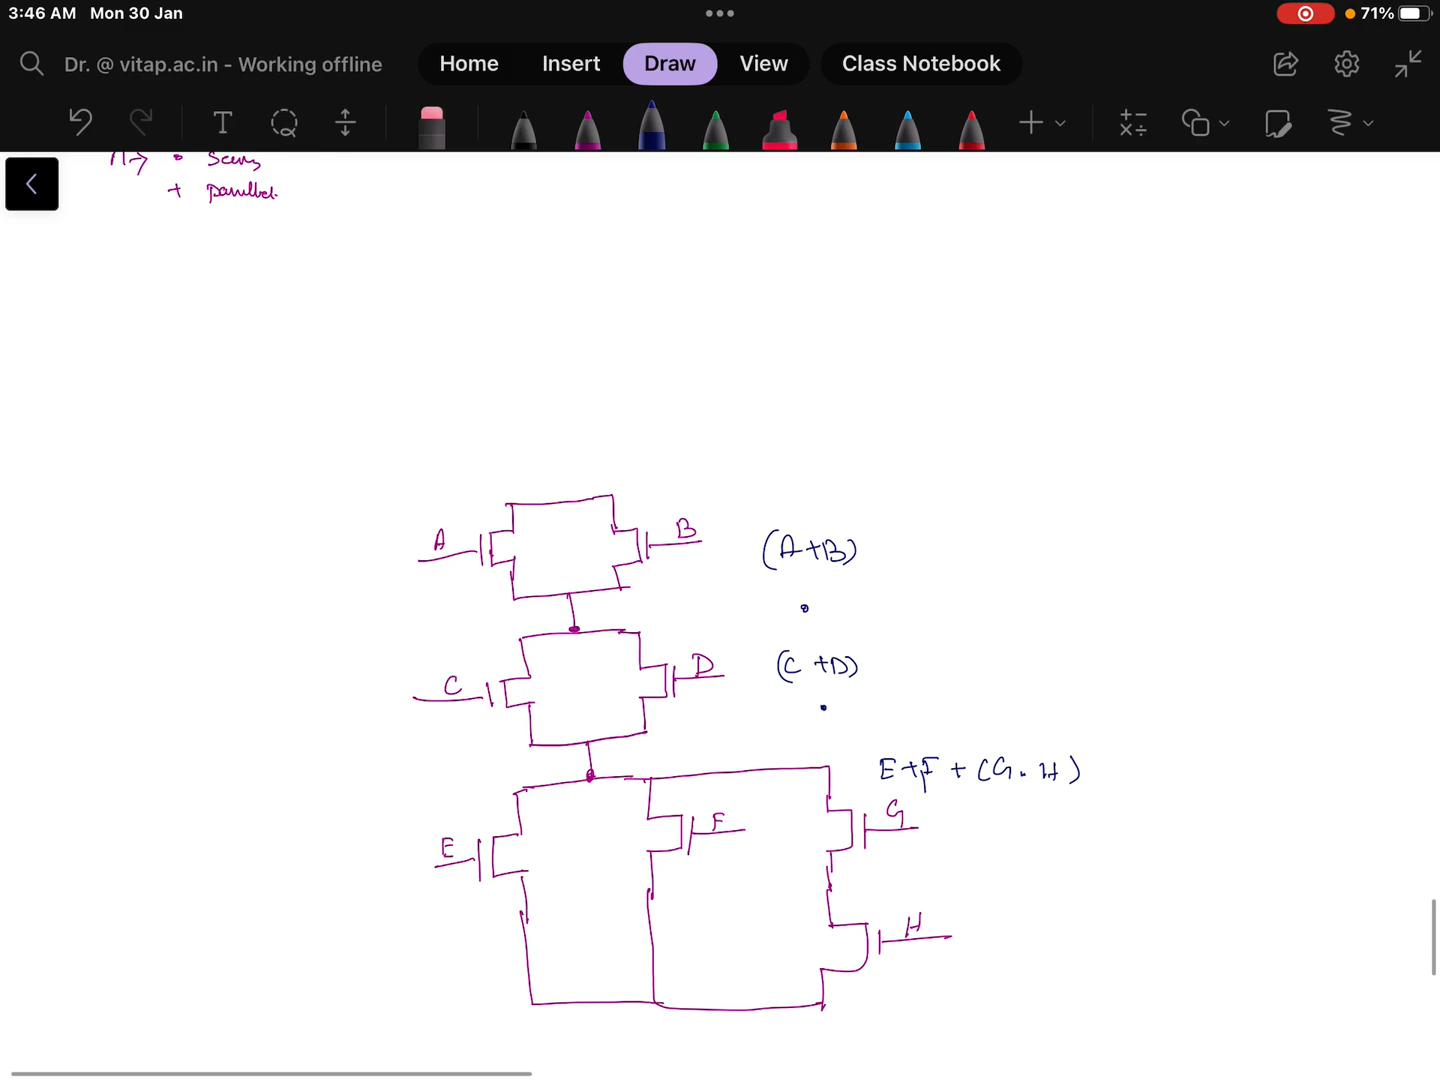 3:46 AM Mon 30 Jan
71%
Dr. @ vitap.ac.in - Working offline
Home Insert Draw View Class Notebook
•
+ parallel
A
B
(A+B)
•
C
D
(C+D)
•
E+F+(G.H)
E
F
G
H